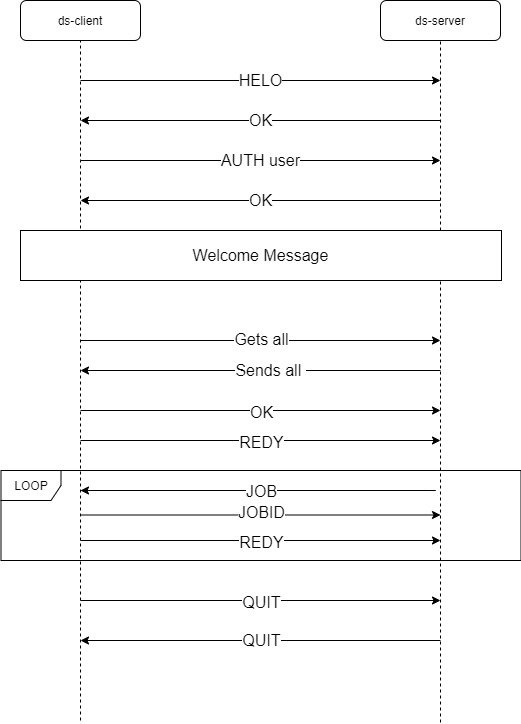 ds-client
ds-server
HELO
OK
AUTH user
OK
Welcome Message
Gets all
Sends all
OK
REDY
LOOP
JOB
JOBID
REDY
QUIT
QUIT